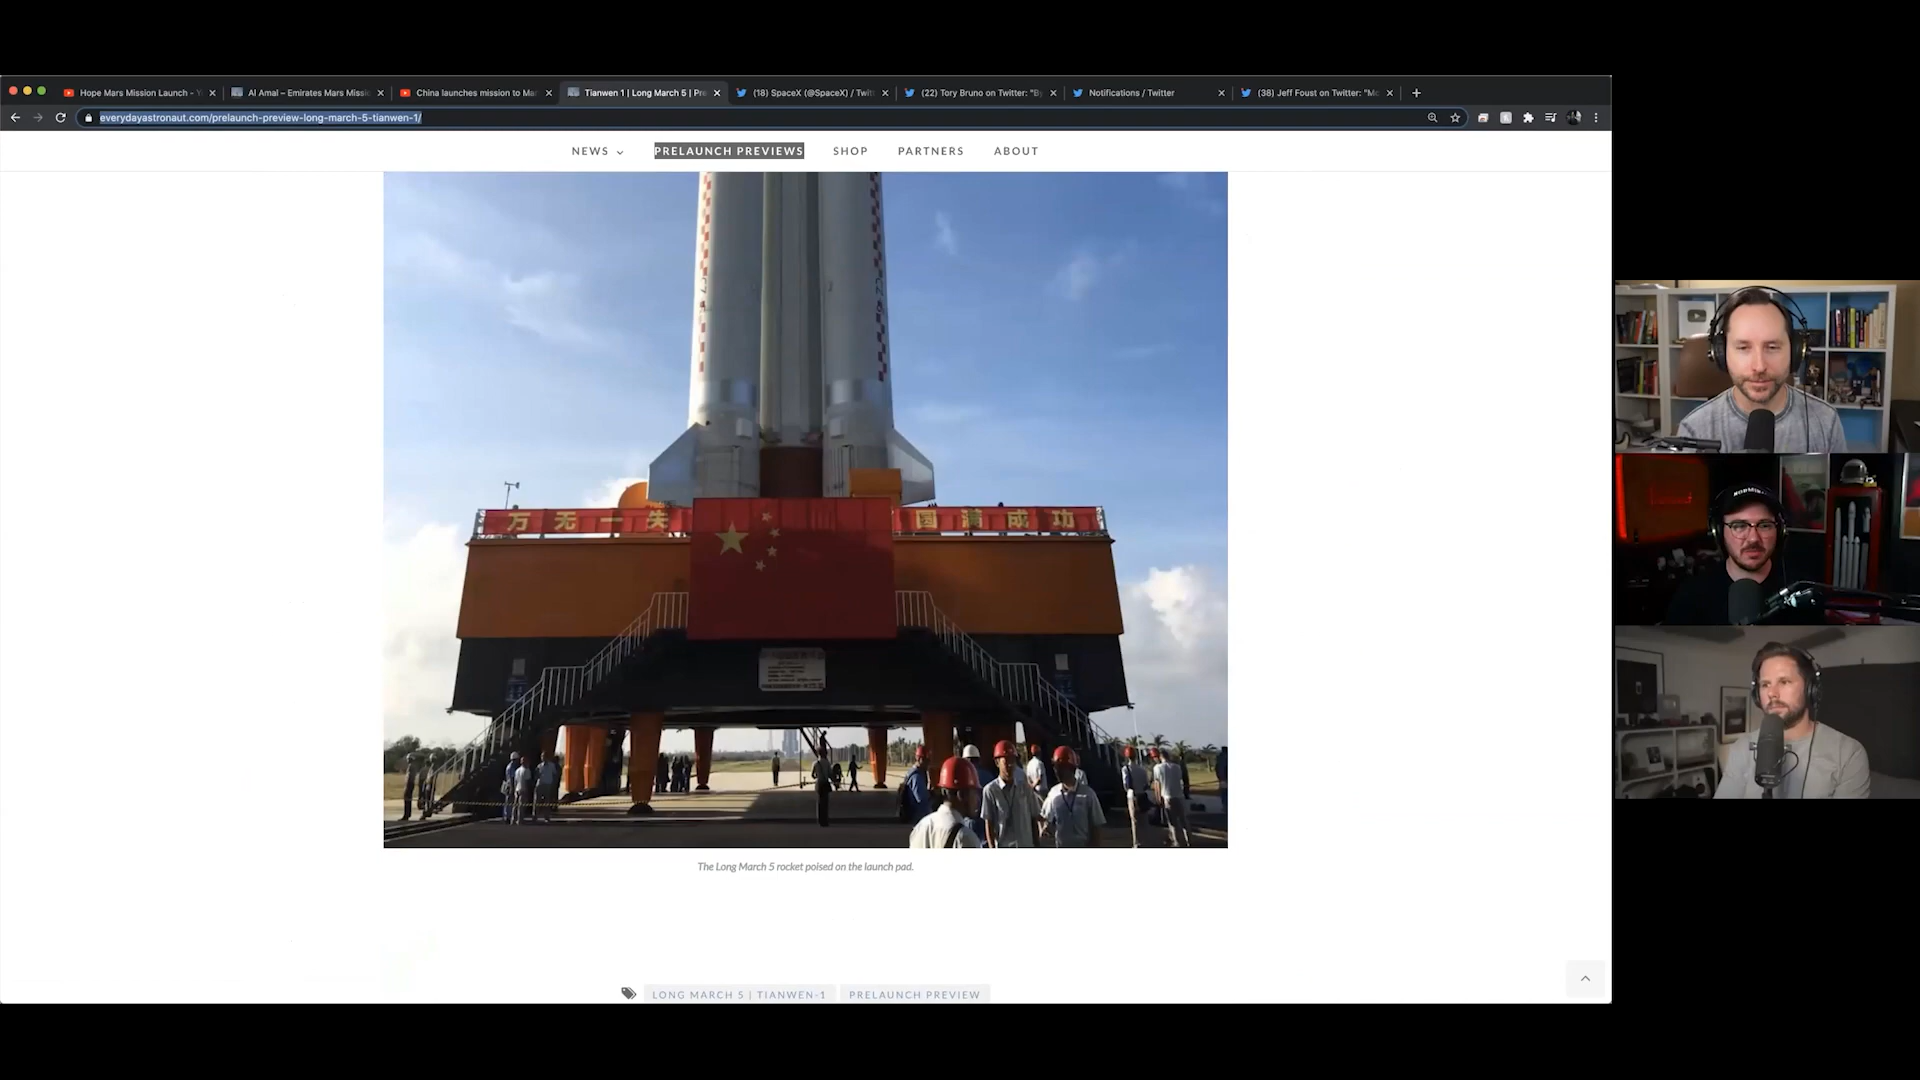 Hope Mars Mission Launch - Y
Al Amal – Emirates Mars Missi
China launches mission to Mar
Tianwen 1 | Long March 5 | Pre
(18) SpaceX (@SpaceX) / Twit
(22) Tory Bruno on Twitter: "B
Notifications / Twitter
(38) Jeff Foust on Twitter: "Mo
everydayastronaut.com/prelaunch-preview-long-march-5-tianwen-1/
NEWS
PRELAUNCH PREVIEWS
SHOP
PARTNERS
ABOUT
万无一失
圆满成功
The Long March 5 rocket poised on the launch pad.
LONG MARCH 5 | TIANWEN-1
PRELAUNCH PREVIEW